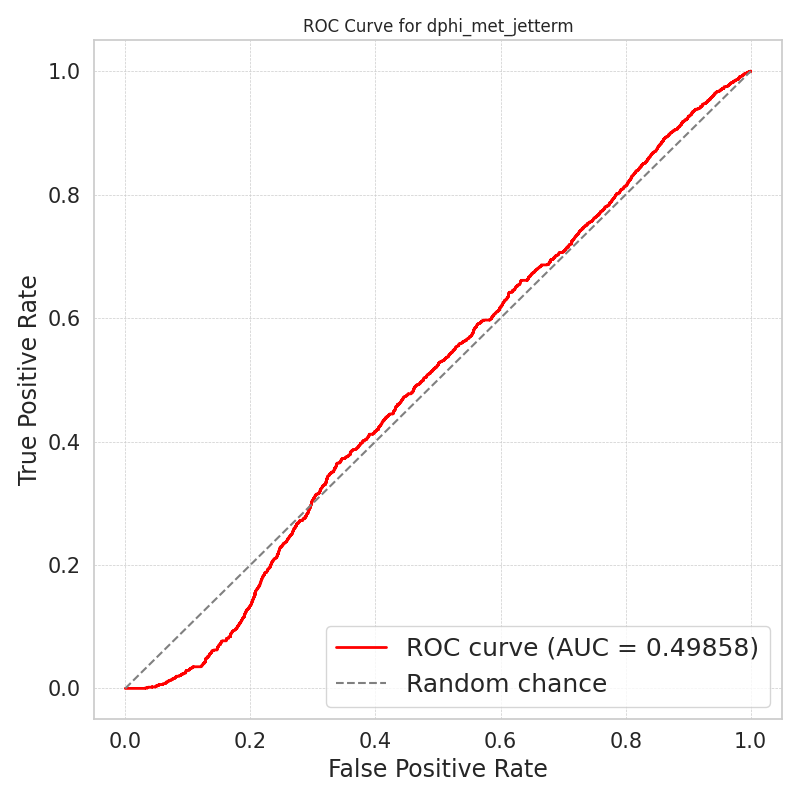 ROC Curve for dphi_met_jetterm
True Positive Rate
1.0
0.8
0.6
0.4
0.2
0.0
ROC curve (AUC = 0.49858)
Random chance
0.0 0.2 0.4 0.6 0.8 1.0
False Positive Rate